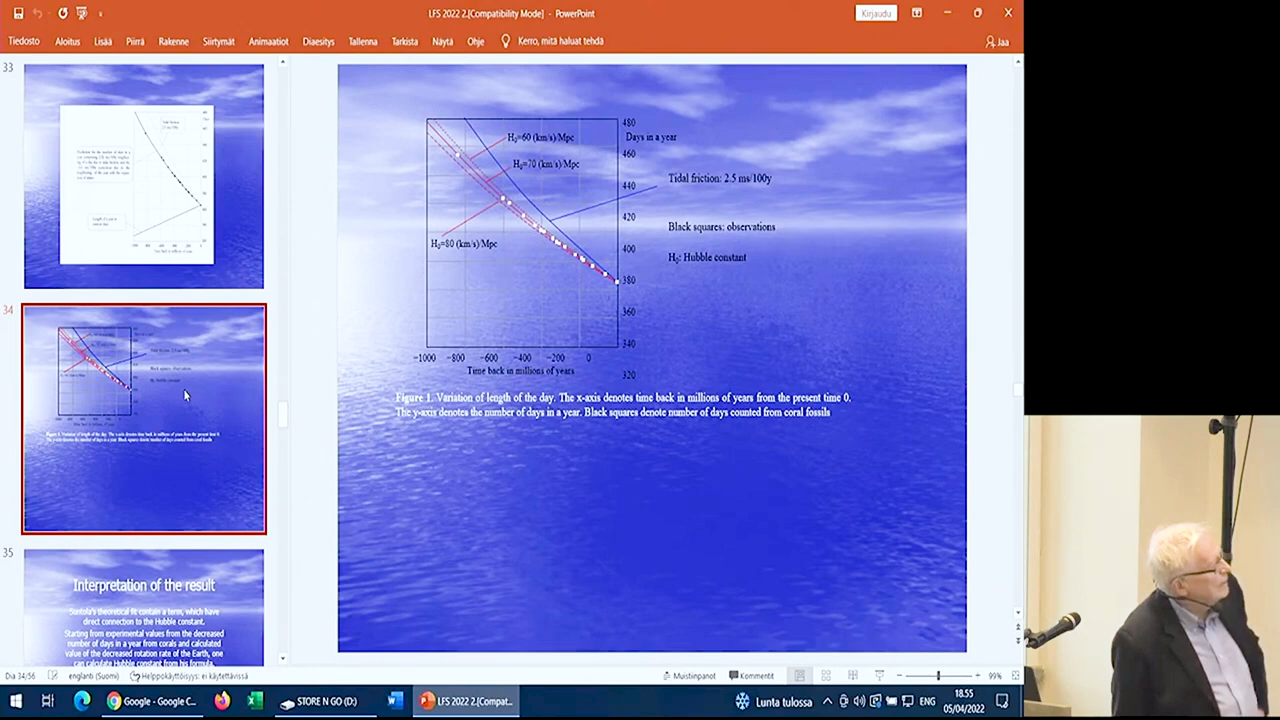 LFS 2022 2.[Compatibility Mode] - PowerPoint
Kirjaudu
Tiedosto
Aloitus
Lisää
Piirrä
Rakenne
Siirtymät
Animaatiot
Diaesitys
Tallenna
Tarkista
Näytä
Ohje
Kerro, mitä haluat tehdä
Jaa
33
34
35
Interpretation of the result
Suntola's theoretical fit contain a term, which have
direct connection to the Hubble constant.
Starting from experimental values from the decreased
number of days in a year from corals and calculated
value of the decreased rotation rate of the Earth, one
can calculate Hubble constant from his formula.
H0=60 (km/s)/Mpc
H0=70 (km/s)/Mpc
H0=80 (km/s)/Mpc
480
Days in a year
460
440
420
400
380
360
340
320
Tidal friction: 2.5 ms/100y
Black squares: observations
H0: Hubble constant
−1000 −800 −600 −400 −200 0
Time back in millions of years
Figure 1. Variation of length of the day. The x-axis denotes time back in millions of years from the present time 0.
The y-axis denotes the number of days in a year. Black squares denote number of days counted from coral fossils
Dia 34/56
englanti (Suomi)
Helppokäyttöisyys: ei käytettävissä
Muistiinpanot
Kommentit
99%
Google - Google C...
STORE N GO (D:)
LFS 2022 2.[Compat...
Lunta tulossa
ENG
18.55
05/04/2022